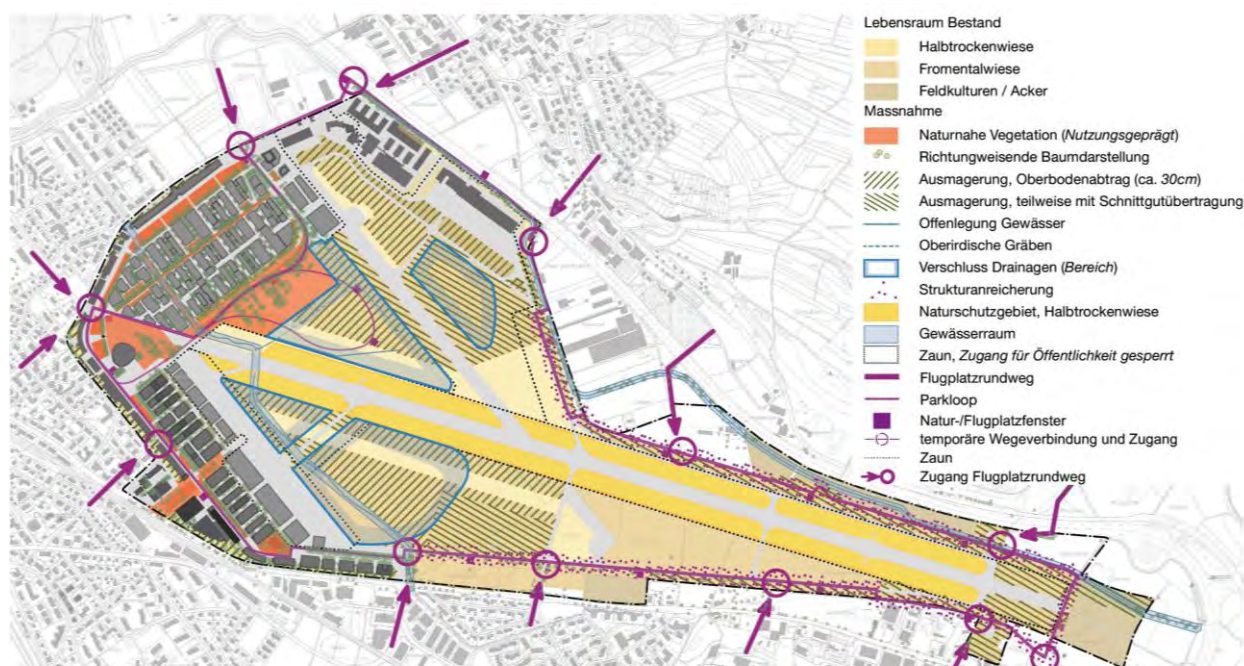 Lebensraum Bestand
Halbtrockenwiese
Fromentalwiese
Feldkulturen / Acker
Massnahme
Naturnahe Vegetation (Nutzungsgeprägt)
Richtungweisende Baumdarstellung
Ausmagerung, Oberbodenabtrag (ca. 30cm)
Ausmagerung, teilweise mit Schnittgutübertragung
Offenlegung Gewässer
Oberirdische Gräben
Verschluss Drainagen (Bereich)
Strukturanreicherung
Naturschutzgebiet, Halbtrockenwiese
Gewässerraum
Zaun, Zugang für Öffentlichkeit gesperrt
Flugplatzrundweg
Parkloop
Natur-/Flugplatzfenster
temporäre Wegeverbindung und Zugang
Zaun
Zugang Flugplatzrundweg